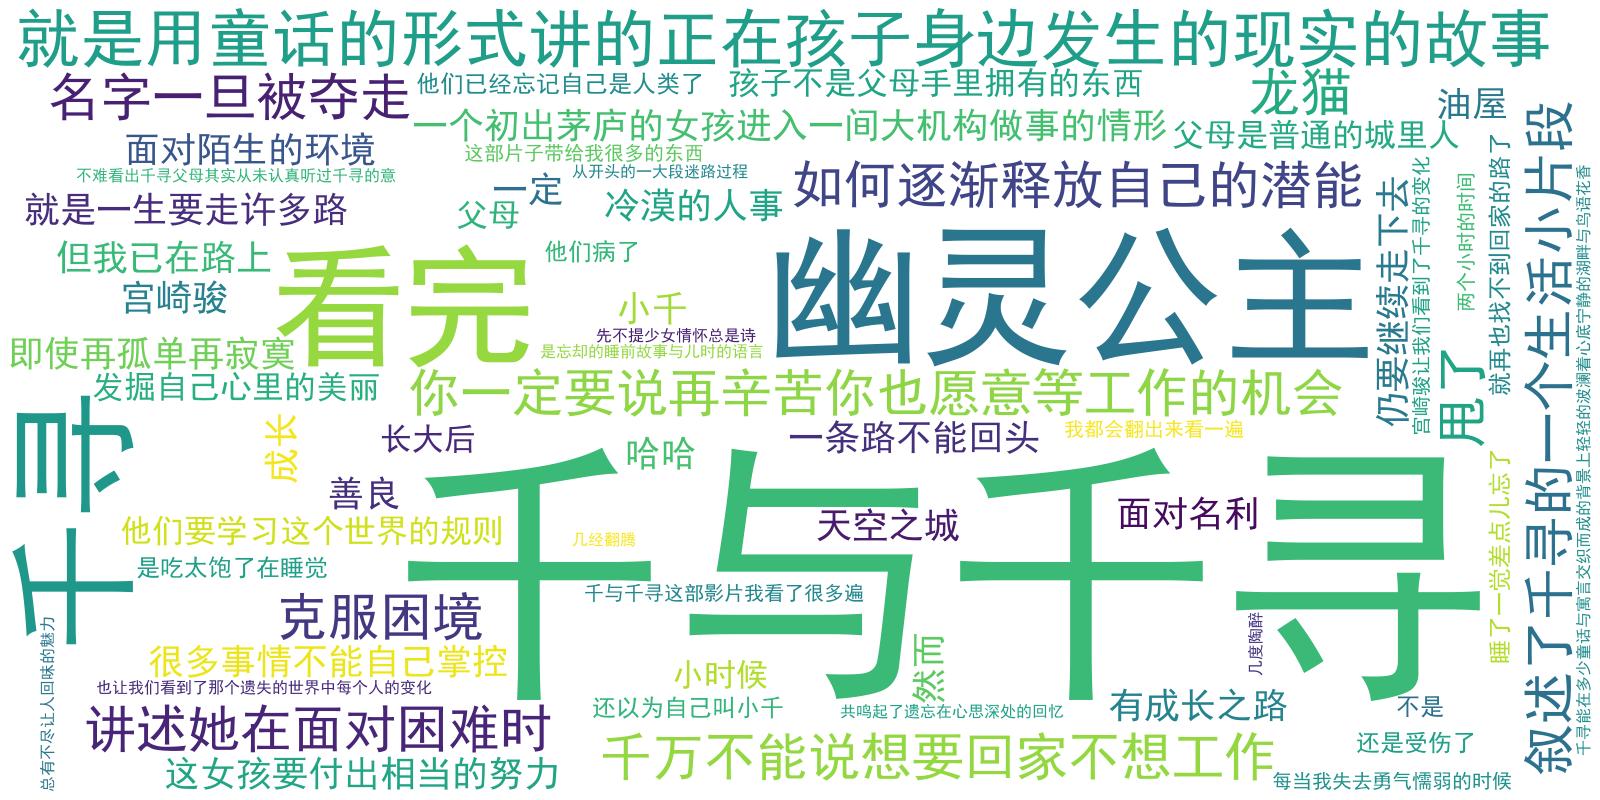 就是用童话的形式讲的正在孩子身边发生的现实的故事
名字一旦被夺走
他们已经忘记自己是人类了
孩子不是父母手里拥有的东西
龙猫
油屋
一个初出茅庐的女孩进入一间大机构做事的情形
父母是普通的城里人
面对陌生的环境
这部片子带给我很多的东西
不难看出千寻父母其实从未认真听过千寻的意
从开头的一大段迷路过程
一定
如何逐渐释放自己的潜能
就是一生要走许多路
父母
冷漠的人事
但我已在路上
看完
他们病了
幽灵公主
宫崎骏
小千
先不提少女情怀总是诗
是忘却的睡前故事与儿时的语言
即使再孤单再寂寞
发掘自己心里的美丽
你一定要说再辛苦你也愿意等工作的机会
仍要继续走下去
宫崎骏让我们看到了千寻的变化
两个小时的时间
就再也找不到回家的路了
甩了
叙述了千寻的一个生活小片段
千寻能在多少童话与寓言交织而成的背景上轻轻的波澜着心底宁静的湖畔与鸟语花香
千寻
成长
长大后
哈哈
一条路不能回头
我都会翻出来看一遍
善良
千与千寻
天空之城
面对名利
他们要学习这个世界的规则
几经翻腾
睡了一觉差点儿忘了
是吃太饱了在睡觉
千与千寻这部影片我看了很多遍
克服困境
几度陶醉
总有不尽让人回味的魅力
很多事情不能自己掌控
然而
小时候
也让我们看到了那个遗失的世界中每个人的变化
还以为自己叫小千
共鸣起了遗忘在心思深处的回忆
有成长之路
不是
讲述她在面对困难时
千万不能说想要回家不想工作
还是受伤了
这女孩要付出相当的努力
每当我失去勇气懦弱的时候